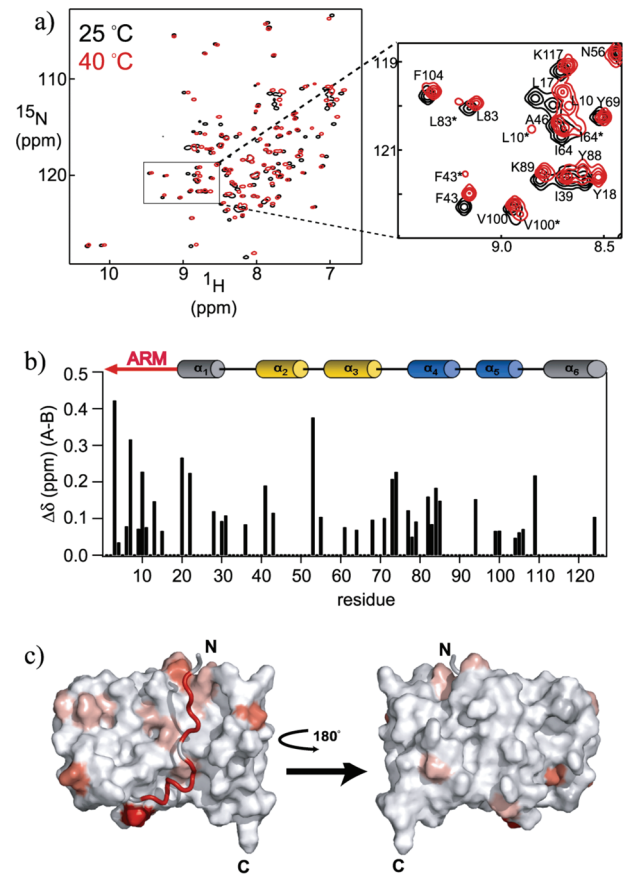 a)
25 °C
40 °C
110
15N
(ppm)
120
10
9
8
7
1H
(ppm)
119
121
9.0
8.5
K117
N56
F104
L17
L10
Y69
L83*
L83
A46
L10*
I64*
I64
Y88
F43*
K89
F43
I39
Y18
V100
V100*
b)
ARM
α1
α2
α3
α4
α5
α6
Δδ (ppm) (A-B)
0.5
0.4
0.3
0.2
0.1
0.0
10 20 30 40 50 60 70 80 90 100 110 120
residue
c)
N
N
180°
C
C